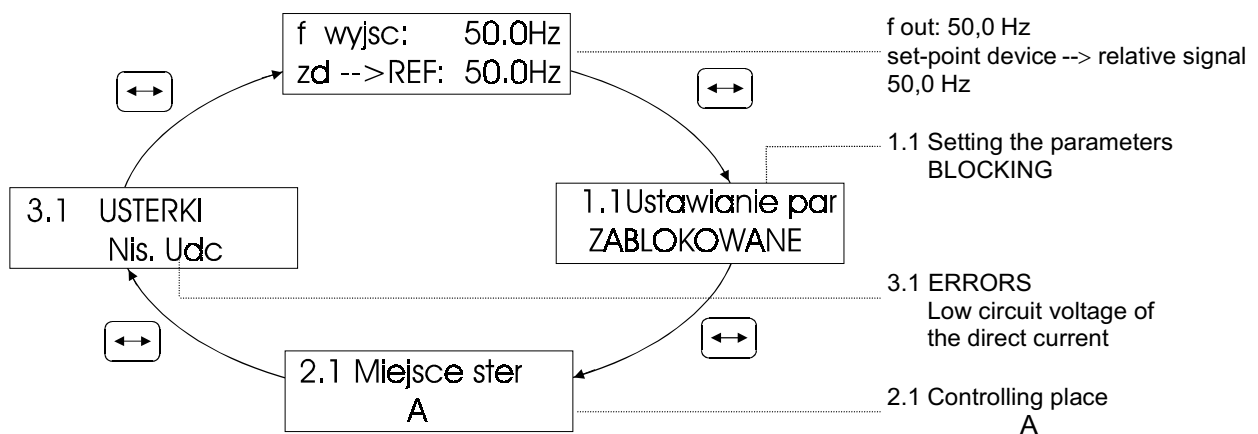 f wyjsc: 50.0Hz
zd -->REF: 50.0Hz
f out: 50,0 Hz
set-point device --> relative signal
50,0 Hz
1.1 Setting the parameters
BLOCKING
1.1Ustawianie par
ZABLOKOWANE
3.1 USTERKI
Nis. Udc
3.1 ERRORS
Low circuit voltage of
the direct current
2.1 Miejsce ster
A
2.1 Controlling place
A